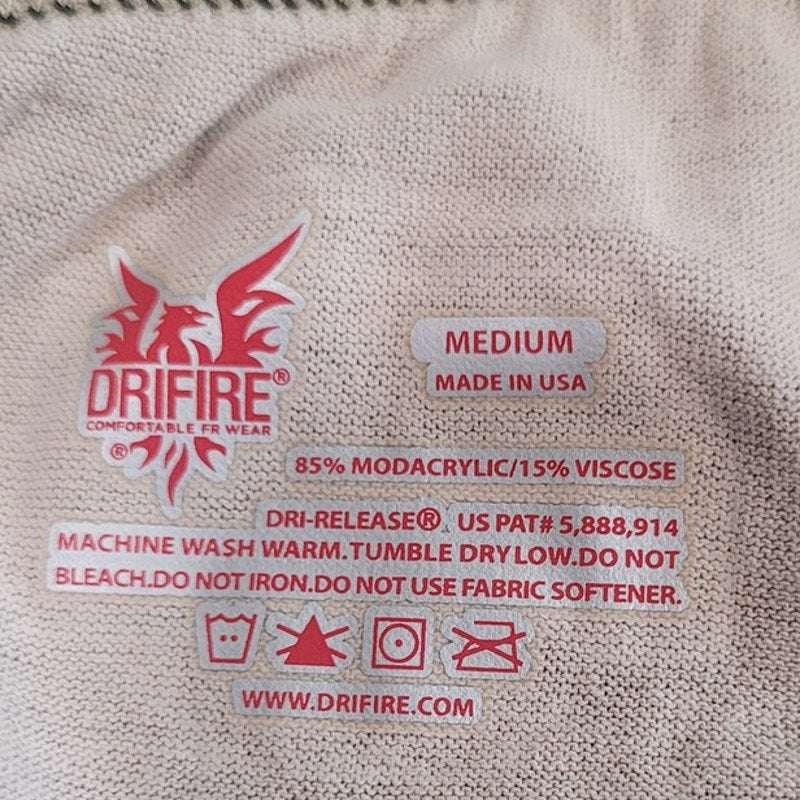 DRIFIRE®
COMFORTABLE FR WEAR
®
MEDIUM
MADE IN USA
85% MODACRYLIC/15% VISCOSE
DRI-RELEASE®. US PAT# 5,888,914
MACHINE WASH WARM.TUMBLE DRY LOW.DO NOT
BLEACH.DO NOT IRON.DO NOT USE FABRIC SOFTENER.
WWW.DRIFIRE.COM